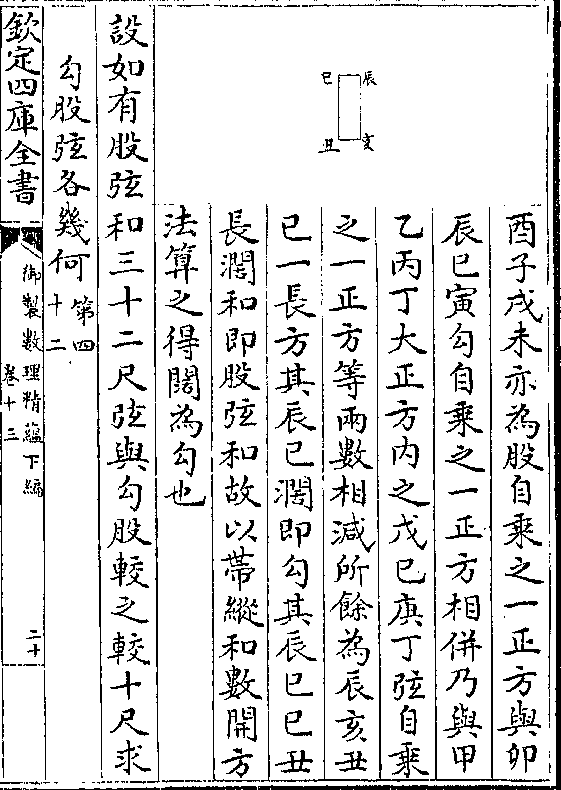 辰
亥
巳
丑
酉子戌未亦為股自乘之一正方與卯
辰巳寅勾自乘之一正方相併乃與甲
乙丙丁大正方内之戊巳庚丁弦自乘
之一正方等兩數相減所餘為辰亥丑
巳一長方其辰巳濶即勾其辰巳巳丑
長濶和即股弦和故以帶縱和數開方
法算之得闊為勾也
設如有股弦和三十二尺弦與勾股較之較十尺求
勾股弦各幾何第四十二
欽定四庫全書
御製數理精蘊下編
卷十三
二十